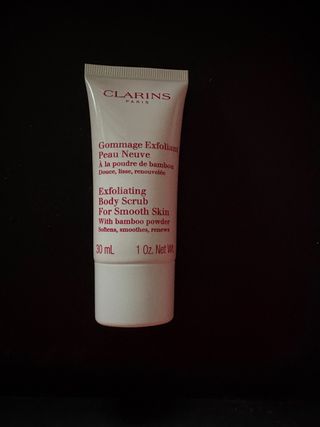 CLARINS
PARIS
Gommage Exfoliant
Peau Neuve
À la poudre de bambou
Douce, lisse, renouvelée
Exfoliating
Body Scrub
For Smooth Skin
With bamboo powder
Softens, smoothes, renews
30 mL 1 Oz. Net Wt.